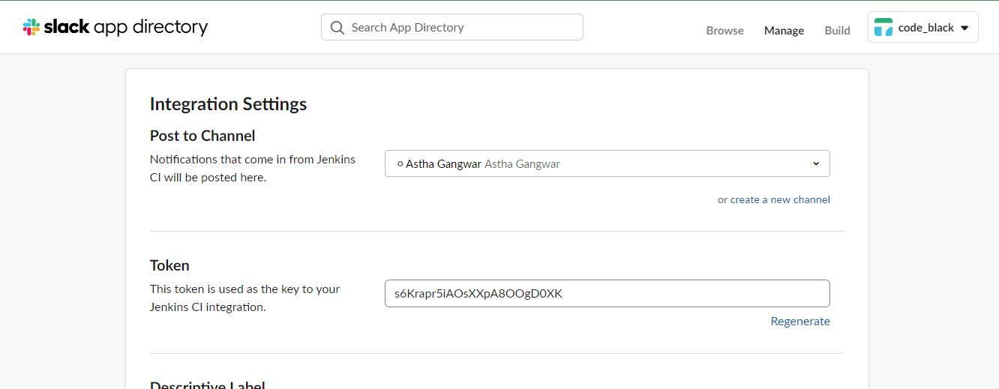 slack app directory
Search App Directory
Browse Manage Build
code_black
Integration Settings
Post to Channel
Notifications that come in from Jenkins
CI will be posted here.
Astha Gangwar Astha Gangwar
or create a new channel
Token
This token is used as the key to your
Jenkins CI integration.
s6Krapr5iAOsXXpA8OOgD0XK
Regenerate
Descriptive Label